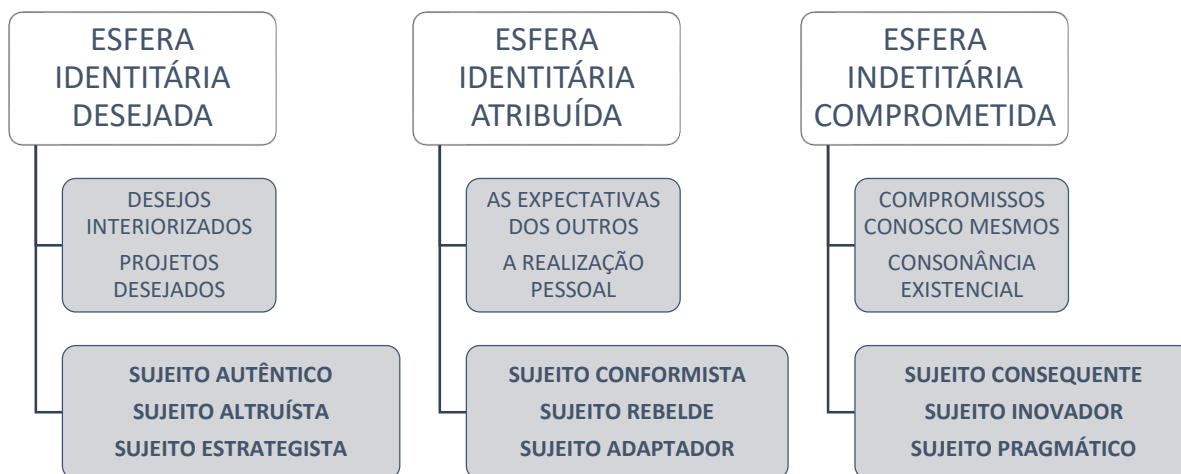 ESFERA
IDENTITÁRIA
DESEJADA
DESEJOS
INTERIORIZADOS
PROJETOS
DESEJADOS
SUJEITO AUTÊNTICO
SUJEITO ALTRUÍSTA
SUJEITO ESTRATEGISTA
ESFERA
IDENTITÁRIA
ATRIBUÍDA
AS EXPECTATIVAS
DOS OUTROS
A REALIZAÇÃO
PESSOAL
SUJEITO CONFORMISTA
SUJEITO REBELDE
SUJEITO ADAPTADOR
ESFERA
INDETITÁRIA
COMPROMETIDA
COMPROMISSOS
CONOSCO MESMOS
CONSONÂNCIA
EXISTENCIAL
SUJEITO CONSEQUENTE
SUJEITO INOVADOR
SUJEITO PRAGMÁTICO